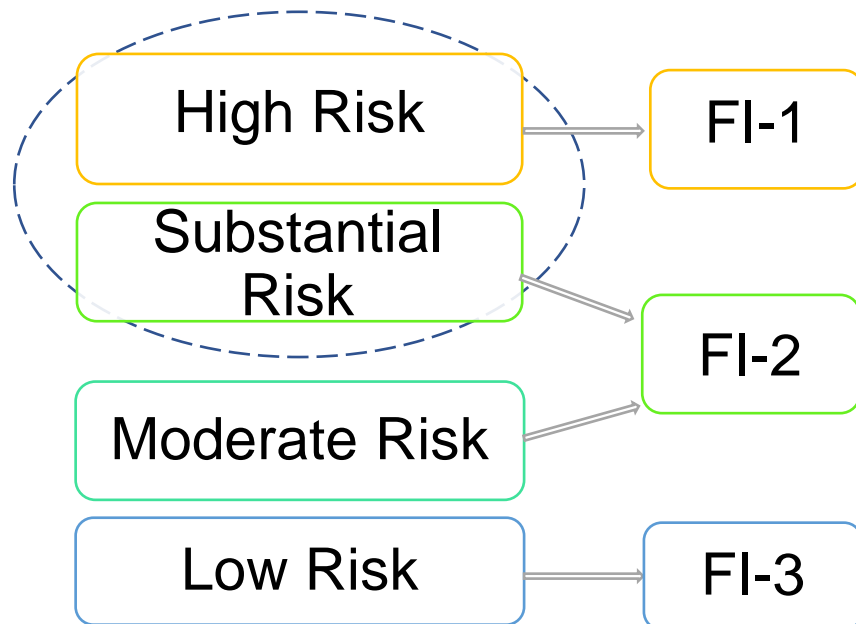 High Risk
FI-1
Substantial
Risk
FI-2
Moderate Risk
Low Risk
FI-3